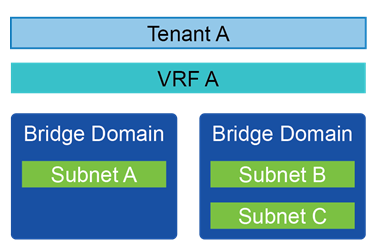 Tenant A
VRF A
Bridge Domain
Subnet A
Bridge Domain
Subnet B
Subnet C